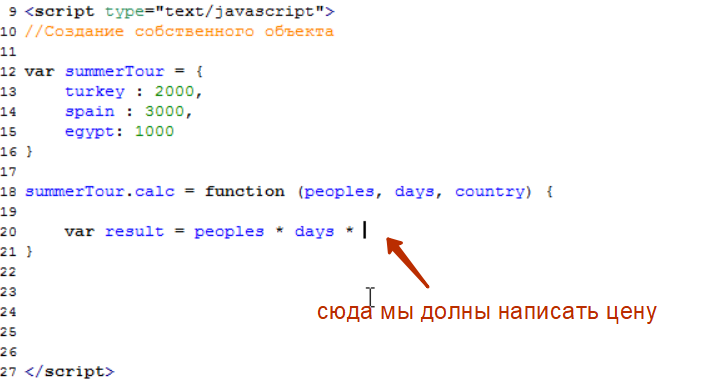 9 <script type="text/javascript">
10 //Создание собственного объекта
11
12 var summerTour = {
13     turkey : 2000,
14     spain : 3000,
15     egypt: 1000
16 }
17
18 summerTour.calc = function (peoples, days, country) {
19
20     var result = peoples * days *
21 }
22
23
сюда мы долны написать цену
24
25
26
27 </script>